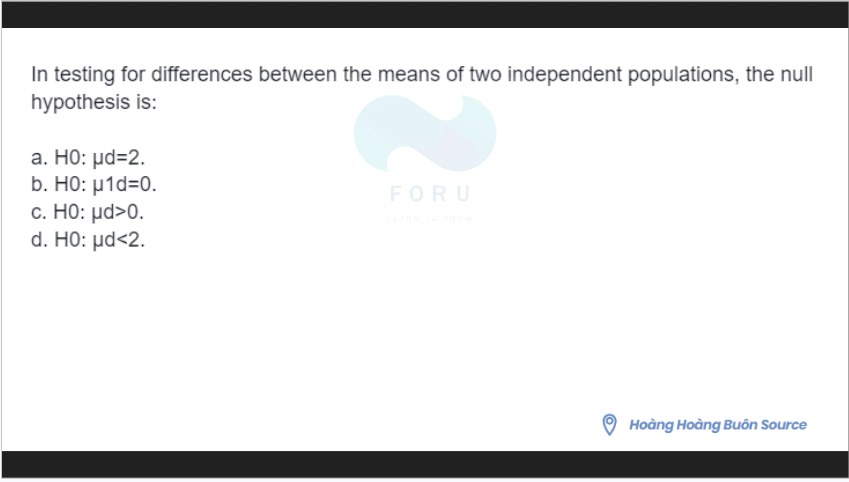 In testing for differences between the means of two independent populations, the null
hypothesis is:
a. H0: μd=2.
b. H0: μ1d=0.
c. H0: μd>0.
d. H0: μd<2.
FORU
Hoàng Hoàng Buôn Source